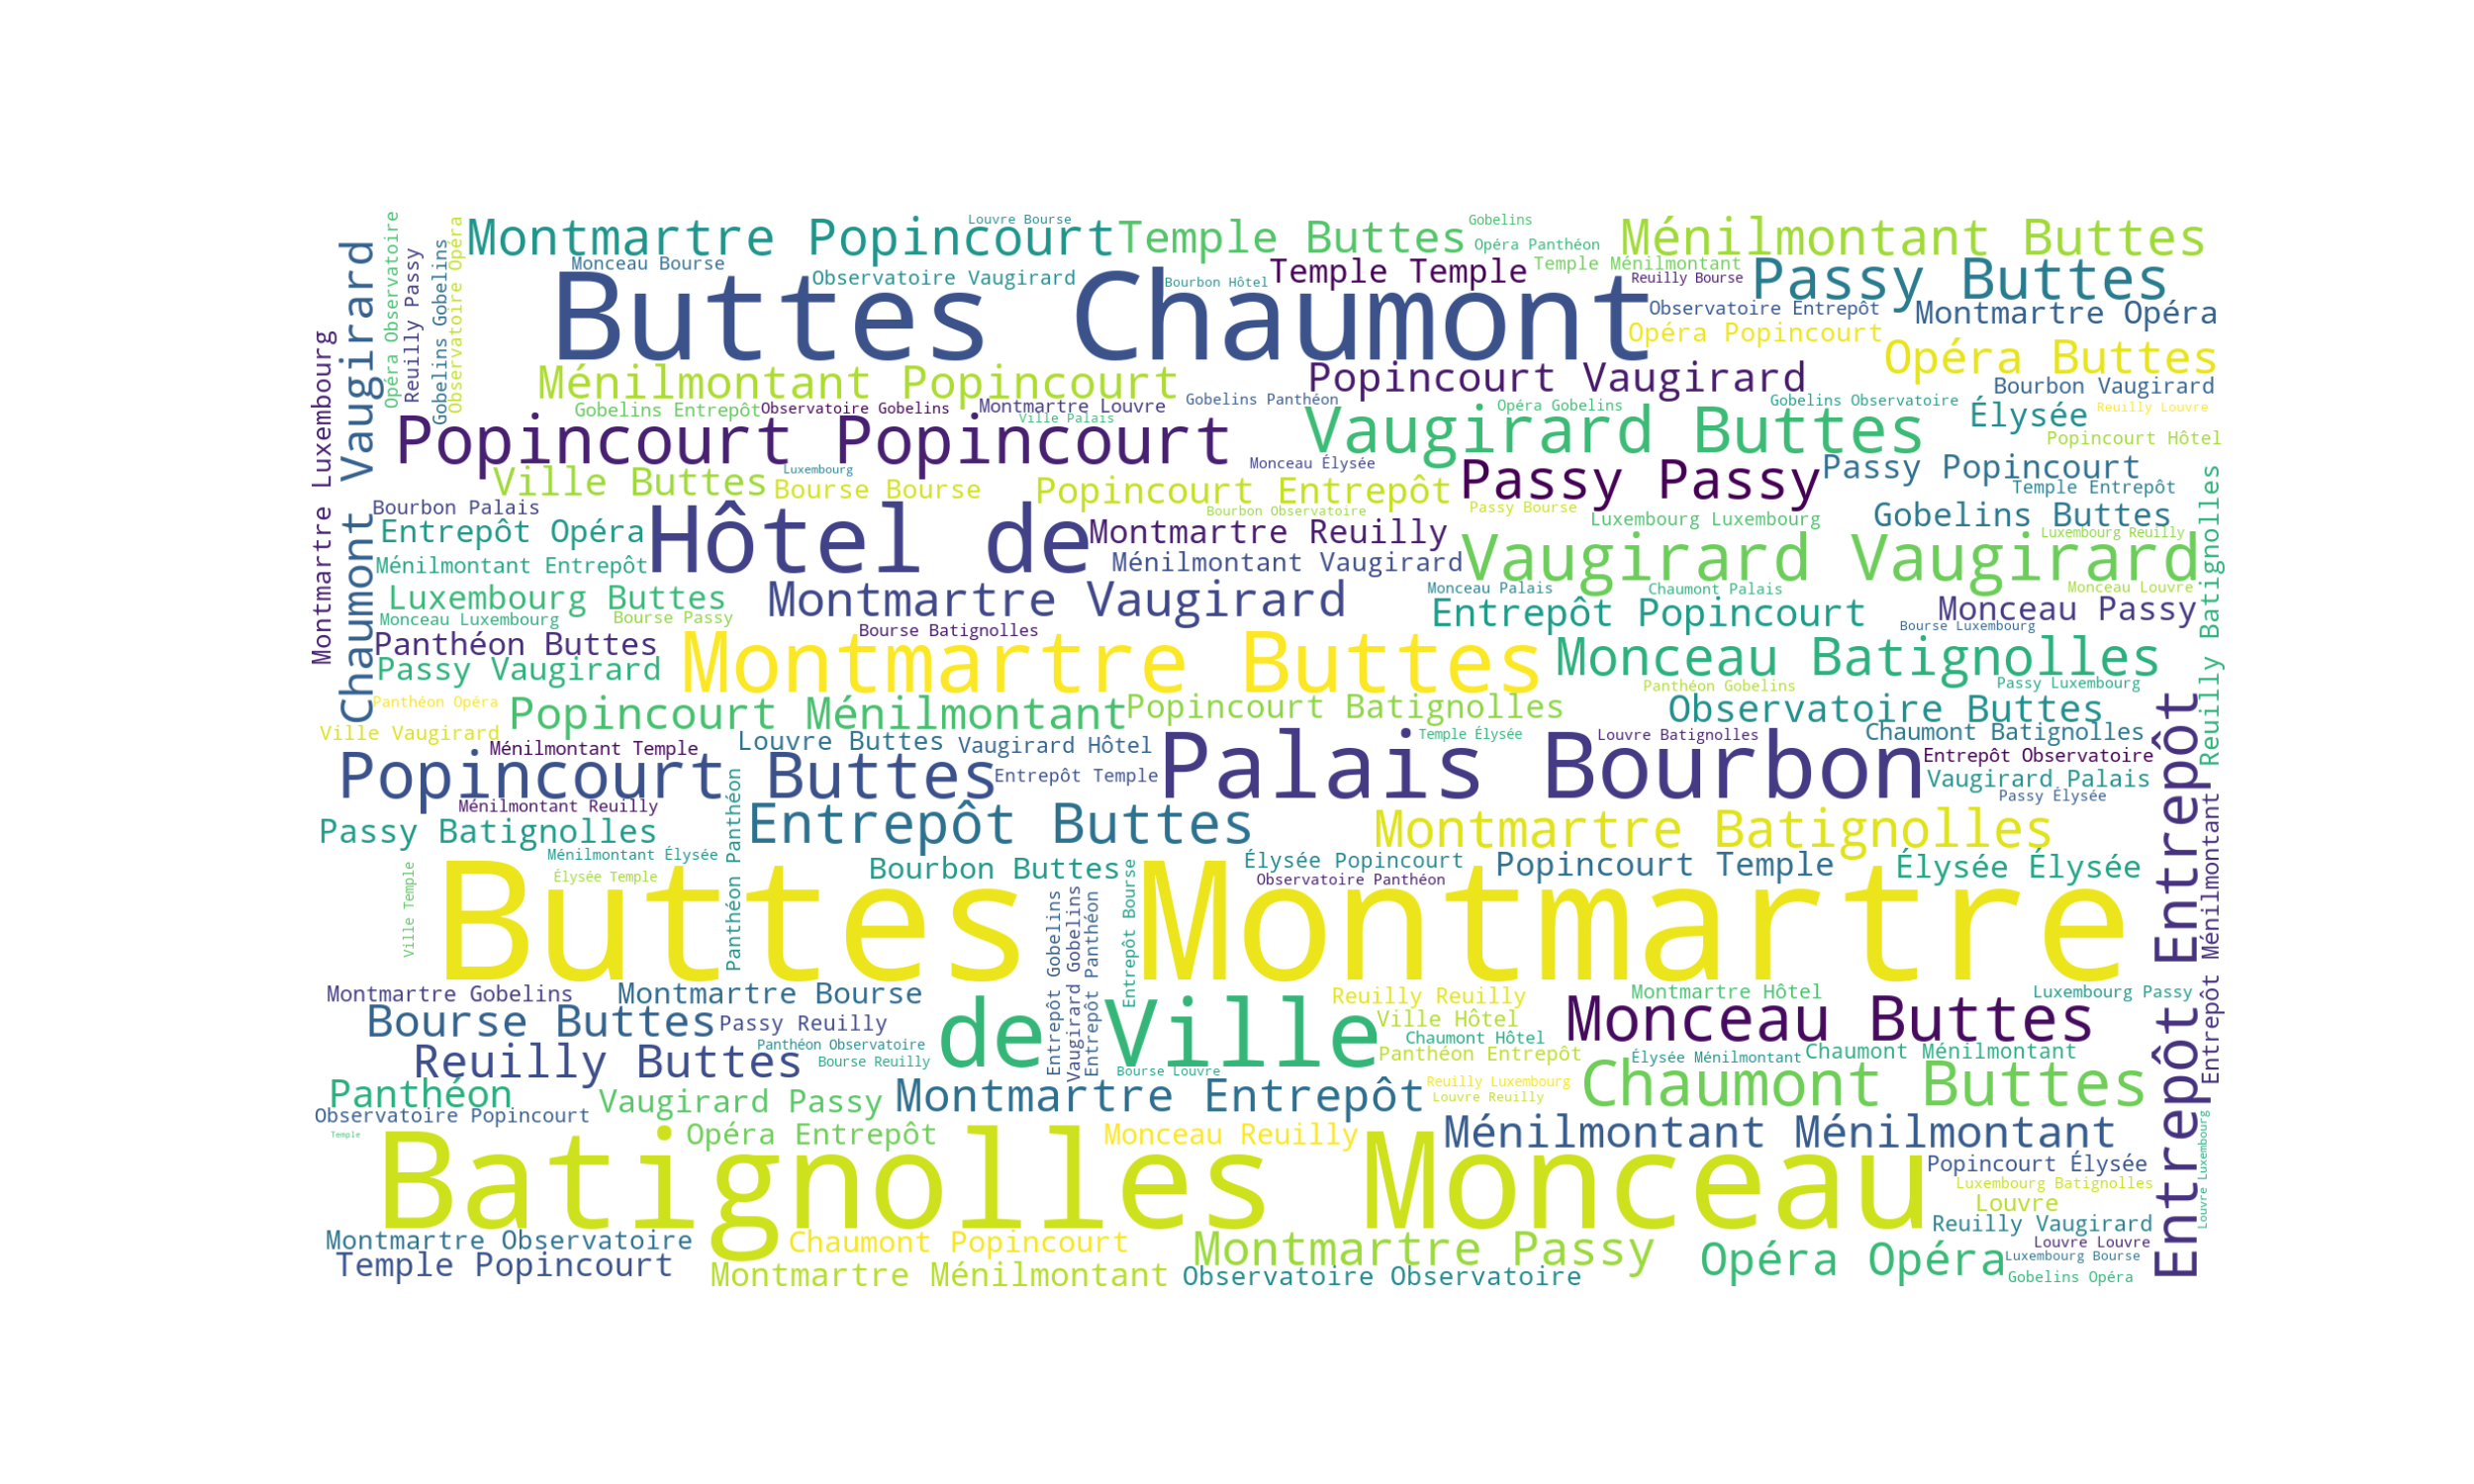 Montmartre Popincourt
Louvre Bourse
Temple Buttes
Gobelins
Opéra Panthéon
Ménilmontant Buttes
Monceau Bourse
Observatoire Vaugirard
Bourbon Hôtel
Temple Temple
Temple Ménilmontant
Reuilly Bourse
Passy Buttes
Buttes Chaumont
Observatoire Entrepôt
Montmartre Opéra
Opéra Popincourt
Opéra Buttes
Opéra Observatoire
Reuilly Passy
Gobelins Gobelins
Observatoire Opéra
Chaumont Vaugirard
Montmartre Luxembourg
Ménilmontant Popincourt
Popincourt Vaugirard
Bourbon Vaugirard
Gobelins Entrepôt
Observatoire Gobelins
Montmartre Louvre
Gobelins Panthéon
Ville Palais
Opéra Gobelins
Gobelins Observatoire
Élysée
Reuilly Louvre
Popincourt Popincourt
Vaugirard Buttes
Popincourt Hôtel
Ville Buttes
Luxembourg
Bourse Bourse
Monceau Élysée
Popincourt Entrepôt
Passy Passy
Passy Popincourt
Temple Entrepôt
Bourbon Palais
Bourbon Observatoire
Passy Bourse
Luxembourg Luxembourg
Gobelins Buttes
Entrepôt Opéra
Hôtel de
Montmartre Reuilly
Luxembourg Reuilly
Ménilmontant Entrepôt
Ménilmontant Vaugirard
Vaugirard Vaugirard
Reuilly Batignolles
Luxembourg Buttes
Montmartre Vaugirard
Monceau Palais
Chaumont Palais
Monceau Louvre
Monceau Luxembourg
Bourse Passy
Entrepôt Popincourt
Monceau Passy
Bourse Batignolles
Bourse Luxembourg
Panthéon Buttes
Passy Vaugirard
Montmartre Buttes
Monceau Batignolles
Panthéon Gobelins
Passy Luxembourg
Panthéon Opéra
Popincourt Ménilmontant
Popincourt Batignolles
Observatoire Buttes
Ville Vaugirard
Ménilmontant Temple
Louvre Buttes
Vaugirard Hôtel
Temple Élysée
Louvre Batignolles
Chaumont Batignolles
Popincourt Buttes
Entrepôt Temple
Palais Bourbon
Entrepôt Observatoire
Vaugirard Palais
Passy Élysée
Ménilmontant Reuilly
Passy Batignolles
Panthéon Panthéon
Entrepôt Buttes
Montmartre Batignolles
Entrepôt Entrepôt
Entrepôt Ménilmontant
Ménilmontant Élysée
Élysée Temple
Ville Temple
Bourbon Buttes
Élysée Popincourt
Observatoire Panthéon
Popincourt Temple
Élysée Élysée
Buttes Montmartre
Entrepôt Gobelins
Vaugirard Gobelins
Entrepôt Panthéon
Entrepôt Bourse
Montmartre Gobelins
Montmartre Bourse
Reuilly Reuilly
Montmartre Hôtel
Luxembourg Passy
Bourse Buttes
Passy Reuilly
de Ville
Ville Hôtel
Monceau Buttes
Chaumont Hôtel
Panthéon Observatoire
Reuilly Buttes
Bourse Reuilly
Bourse Louvre
Panthéon Entrepôt
Élysée Ménilmontant
Chaumont Ménilmontant
Panthéon
Vaugirard Passy
Montmartre Entrepôt
Reuilly Luxembourg
Louvre Reuilly
Chaumont Buttes
Observatoire Popincourt
Temple
Opéra Entrepôt
Monceau Reuilly
Ménilmontant Ménilmontant
Louvre Luxembourg
Batignolles Monceau
Popincourt Élysée
Luxembourg Batignolles
Louvre
Reuilly Vaugirard
Montmartre Observatoire
Chaumont Popincourt
Montmartre Passy
Opéra Opéra
Louvre Louvre
Luxembourg Bourse
Temple Popincourt
Montmartre Ménilmontant
Observatoire Observatoire
Gobelins Opéra